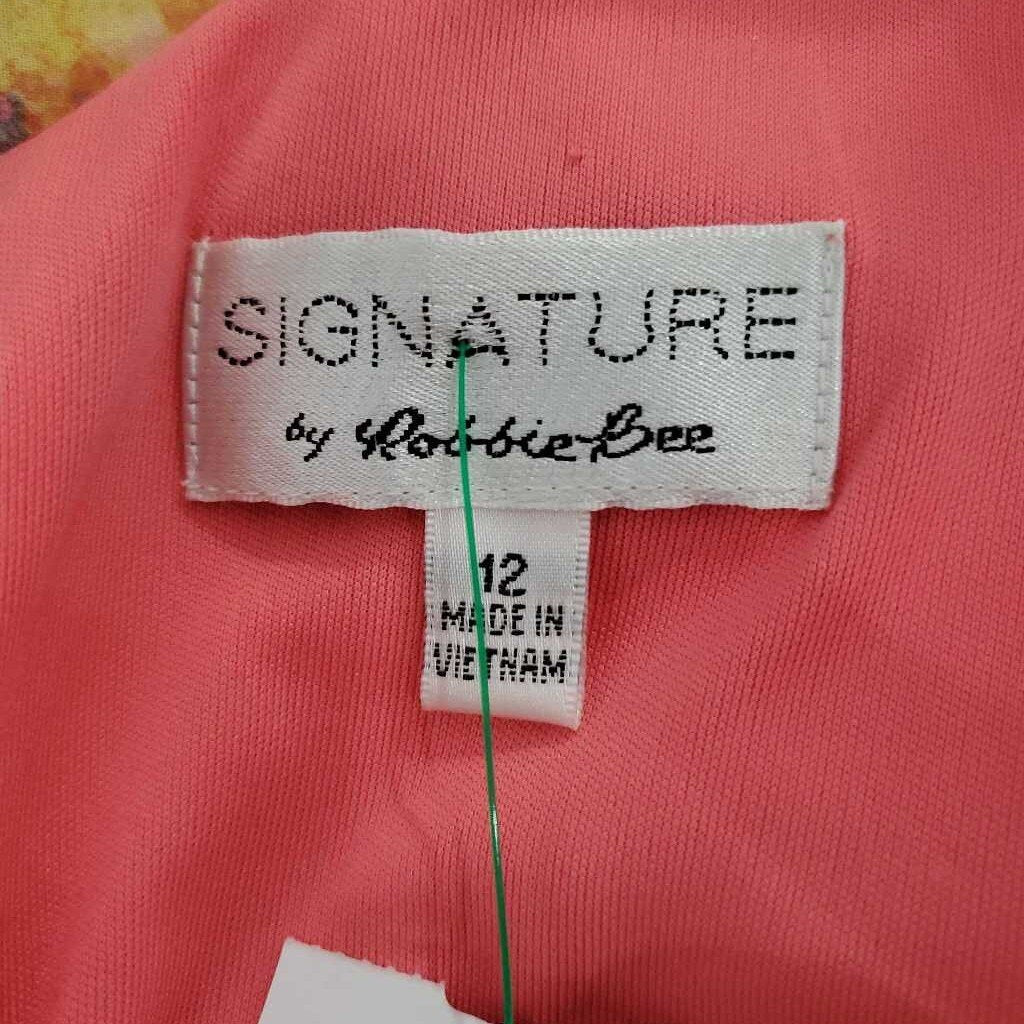 SIGNATURE
by Robbie Bee
12
MADE IN
VIETNAM